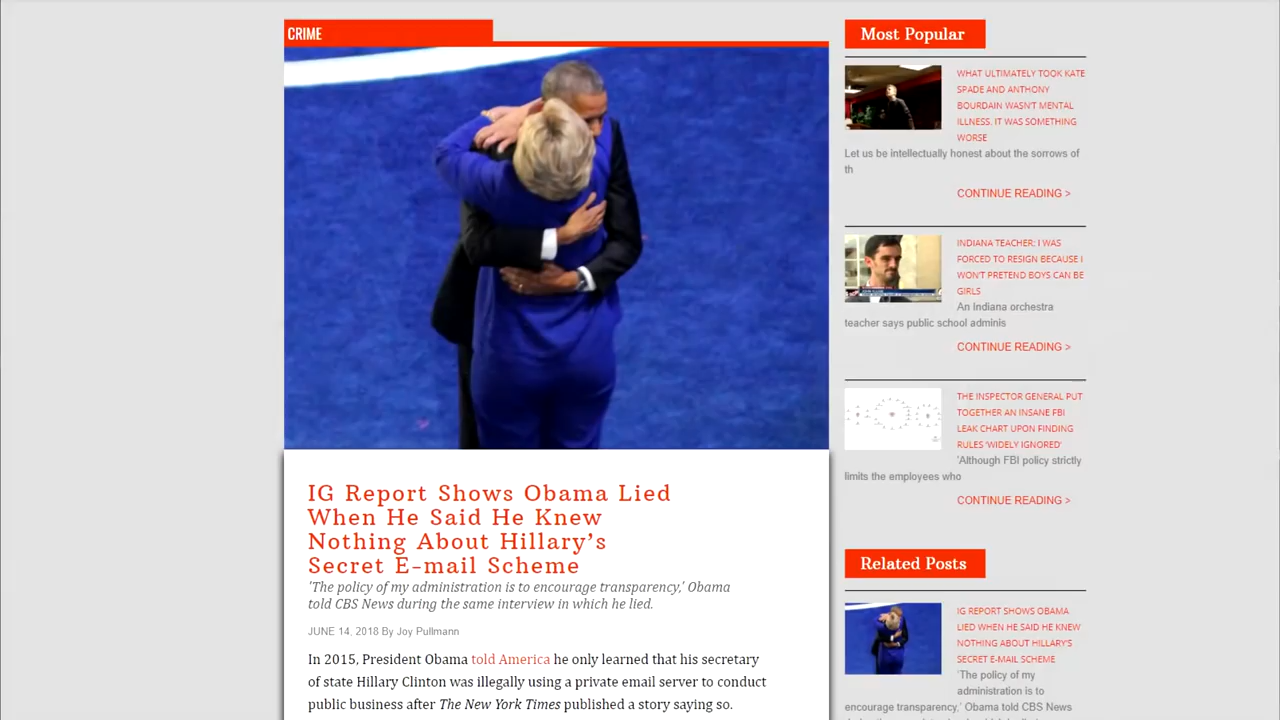 CRIME
IG Report Shows Obama Lied
When He Said He Knew
Nothing About Hillary’s
Secret E-mail Scheme
'The policy of my administration is to encourage transparency,' Obama
told CBS News during the same interview in which he lied.
JUNE 14, 2018 By Joy Pullmann
In 2015, President Obama told America he only learned that his secretary
of state Hillary Clinton was illegally using a private email server to conduct
public business after The New York Times published a story saying so.
Most Popular
WHAT ULTIMATELY TOOK KATE
SPADE AND ANTHONY
BOURDAIN WASN'T MENTAL
ILLNESS. IT WAS SOMETHING
WORSE
Let us be intellectually honest about the sorrows of
th
CONTINUE READING >
INDIANA TEACHER: I WAS
FORCED TO RESIGN BECAUSE I
WON'T PRETEND BOYS CAN BE
GIRLS
An Indiana orchestra
teacher says public school adminis
CONTINUE READING >
THE INSPECTOR GENERAL PUT
TOGETHER AN INSANE FBI
LEAK CHART UPON FINDING
RULES 'WIDELY IGNORED'
'Although FBI policy strictly
limits the employees who
CONTINUE READING >
Related Posts
IG REPORT SHOWS OBAMA
LIED WHEN HE SAID HE KNEW
NOTHING ABOUT HILLARY'S
SECRET E-MAIL SCHEME
'The policy of my
administration is to
encourage transparency,' Obama told CBS News